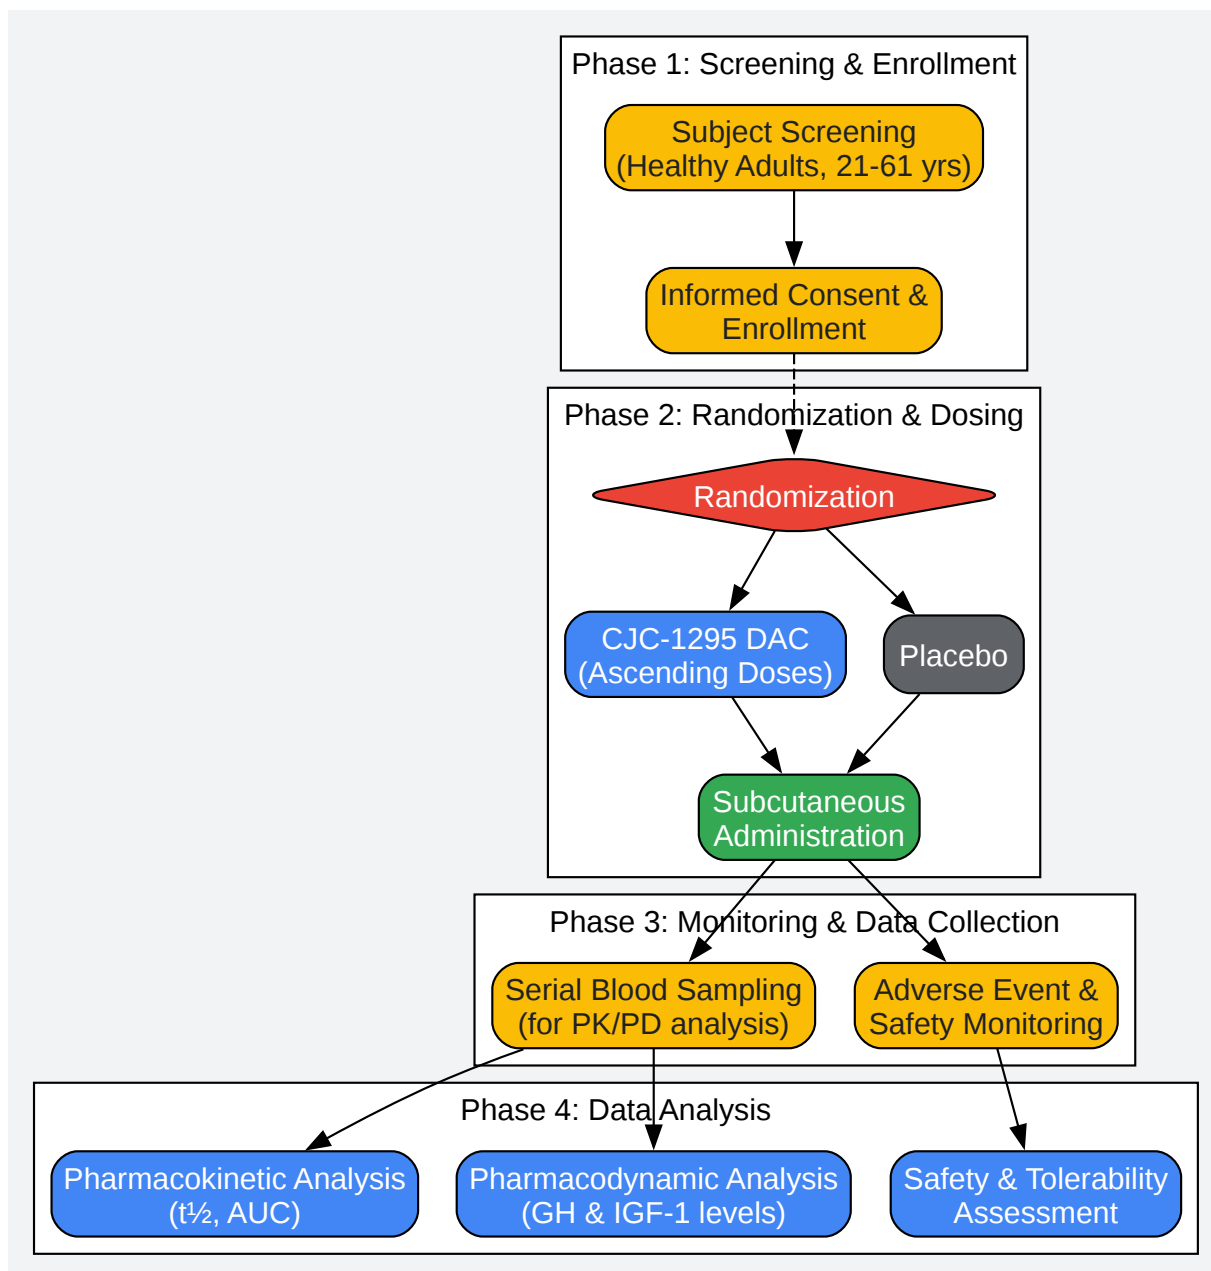 Phase 1: Screening & Enrollment
Subject Screening
(Healthy Adults, 21-61 yrs)
Informed Consent &
Enrollment
Phase 2: Randomization & Dosing
Randomization
CJC-1295 DAC
(Ascending Doses)
Placebo
Subcutaneous
Administration
Phase 3: Monitoring & Data Collection
Serial Blood Sampling
(for PK/PD analysis)
Adverse Event &
Safety Monitoring
Phase 4: Data Analysis
Pharmacokinetic Analysis
(t½, AUC)
Pharmacodynamic Analysis
(GH & IGF-1 levels)
Safety & Tolerability
Assessment